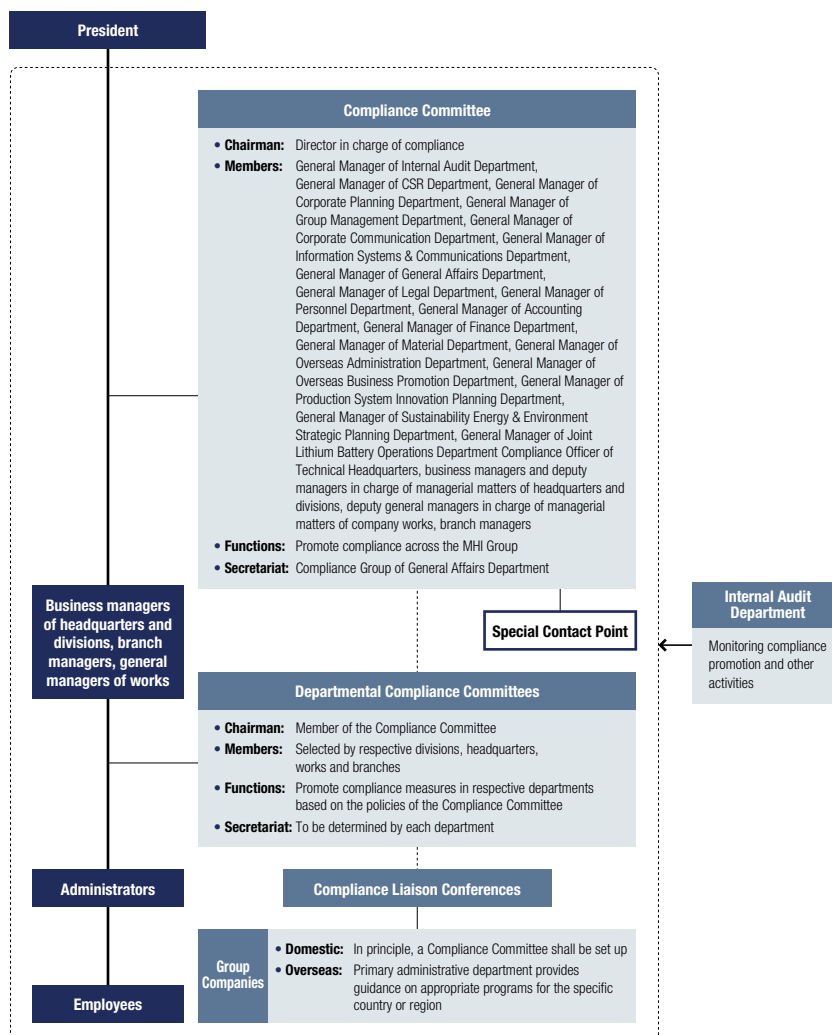 President
Compliance Committee
• Chairman: Director in charge of compliance
• Members: General Manager of Internal Audit Department,
General Manager of CSR Department, General Manager of
Corporate Planning Department, General Manager of
Group Management Department, General Manager of
Corporate Communication Department, General Manager of
Information Systems & Communications Department,
General Manager of General Affairs Department,
General Manager of Legal Department, General Manager of
Personnel Department, General Manager of Accounting
Department, General Manager of Finance Department,
General Manager of Material Department, General Manager of
Overseas Administration Department, General Manager of
Overseas Business Promotion Department, General Manager of
Production System Innovation Planning Department,
General Manager of Sustainability Energy & Environment
Strategic Planning Department, General Manager of Joint
Lithium Battery Operations Department Compliance Officer of
Technical Headquarters, business managers and deputy
managers in charge of managerial matters of headquarters and
divisions, deputy general managers in charge of managerial
matters of company works, branch managers
• Functions: Promote compliance across the MHI Group
• Secretariat: Compliance Group of General Affairs Department
Business managers
of headquarters and
divisions, branch
managers, general
managers of works
Special Contact Point
Internal Audit
Department
Monitoring compliance
promotion and other
activities
Departmental Compliance Committees
• Chairman: Member of the Compliance Committee
• Members: Selected by respective divisions, headquarters,
works and branches
• Functions: Promote compliance measures in respective departments
based on the policies of the Compliance Committee
• Secretariat: To be determined by each department
Administrators
Compliance Liaison Conferences
Group
Companies
• Domestic: In principle, a Compliance Committee shall be set up
• Overseas: Primary administrative department provides
guidance on appropriate programs for the specific
country or region
Employees